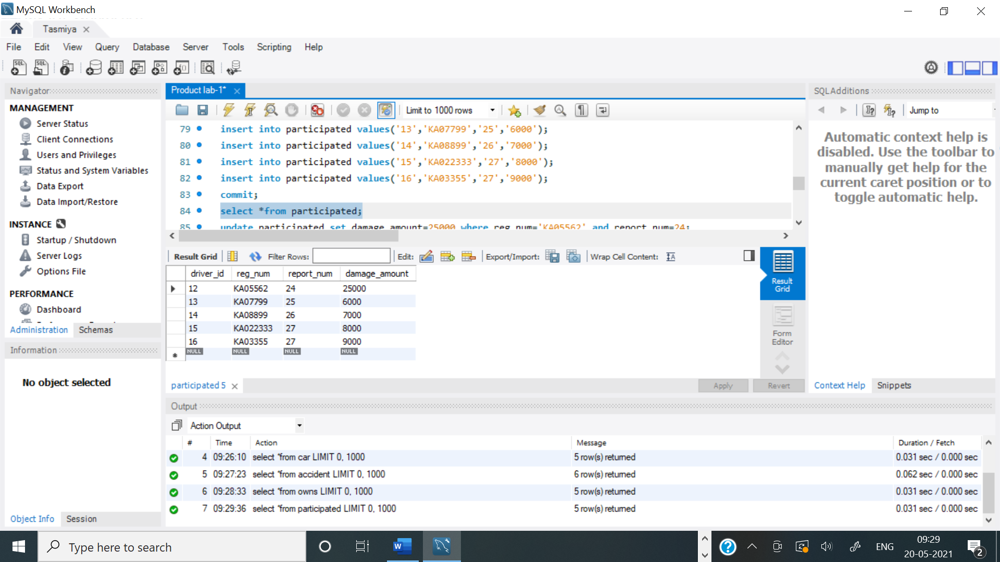 MySQL Workbench
Tasmiya
File Edit View Query Database Server Tools Scripting Help
Navigator
MANAGEMENT
Server Status
Client Connections
Users and Privileges
Status and System Variables
Data Export
Data Import/Restore
INSTANCE
Startup / Shutdown
Server Logs
Options File
PERFORMANCE
Dashboard
Administration Schemas
Information
No object selected
Object Info Session
Product lab-1*
Limit to 1000 rows
79 insert into participated values('13','KA07799','25','6000');
80 insert into participated values('14','KA08899','26','7000');
81 insert into participated values('15','KA022333','27','8000');
82 insert into participated values('16','KA03355','27','9000');
83 commit;
84 select *from participated;
85 update participated set damage_amount=25000 where reg_num='KA05562' and report_num=24;
Result Grid Filter Rows: Edit: Export/Import: Wrap Cell Content:
driver_id reg_num report_num damage_amount
12 KA05562 24 25000
13 KA07799 25 6000
14 KA08899 26 7000
15 KA022333 27 8000
16 KA03355 27 9000
NULL NULL NULL NULL
Result
Grid
Form
Editor
participated 5
Apply Revert
SQLAdditions
Jump to
Automatic context help is
disabled. Use the toolbar to
manually get help for the
current caret position or to
toggle automatic help.
Context Help Snippets
Output
Action Output
# Time Action Message Duration / Fetch
4 09:26:10 select *from car LIMIT 0, 1000 5 row(s) returned 0.031 sec / 0.000 sec
5 09:27:23 select *from accident LIMIT 0, 1000 6 row(s) returned 0.062 sec / 0.000 sec
6 09:28:33 select *from owns LIMIT 0, 1000 5 row(s) returned 0.031 sec / 0.000 sec
7 09:29:36 select *from participated LIMIT 0, 1000 5 row(s) returned 0.031 sec / 0.000 sec
Type here to search
ENG
09:29
20-05-2021
2